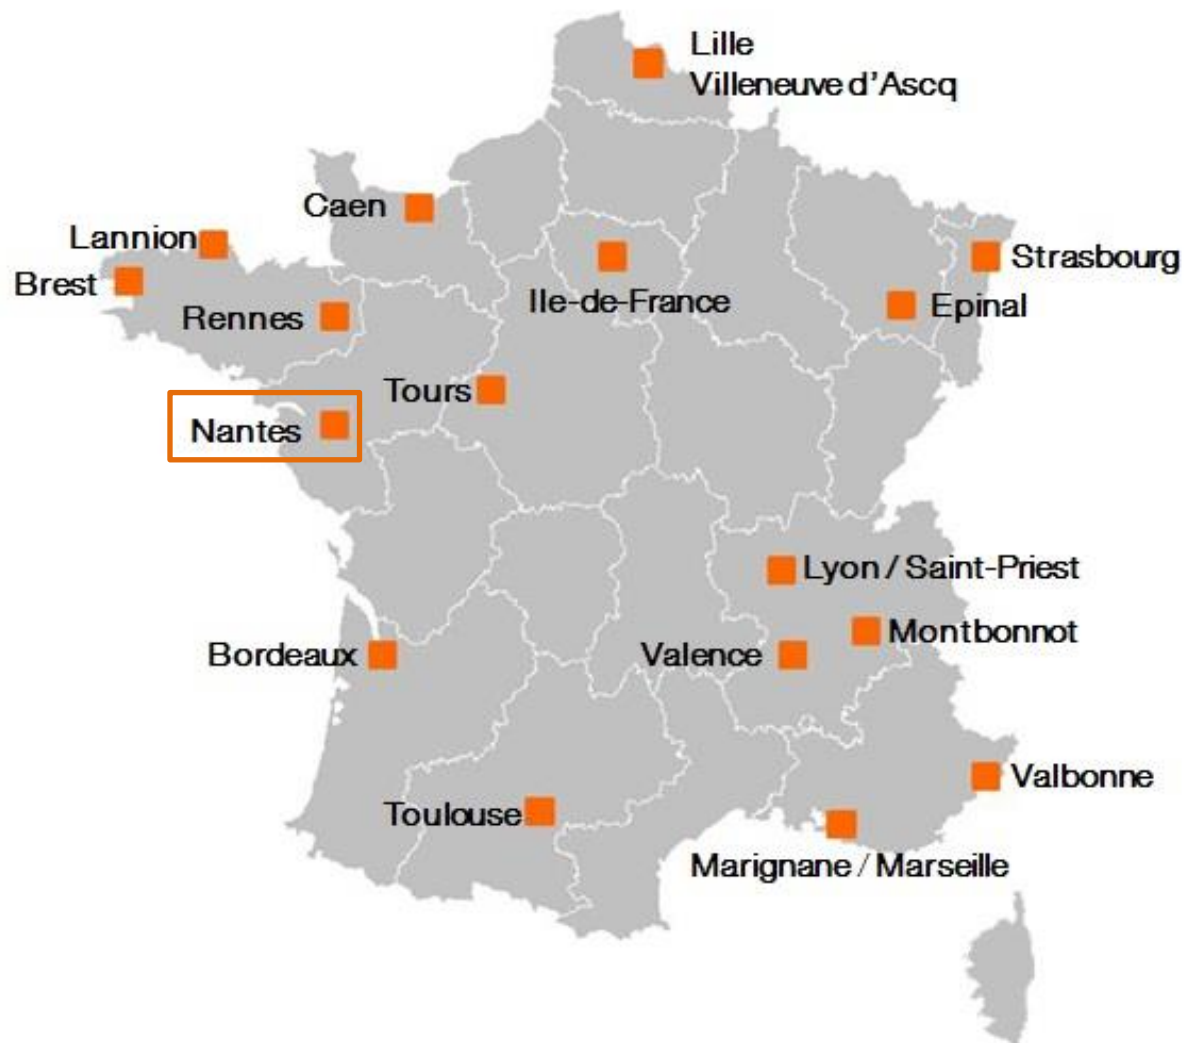 Lille
Villeneuve d'Ascq
Caen
Lannion
Strasbourg
Brest
Ile-de-France
Epinal
Rennes
Tours
Nantes
Lyon / Saint-Priest
Montbonnot
Bordeaux
Valence
Valbonne
Toulouse
Marignane / Marseille